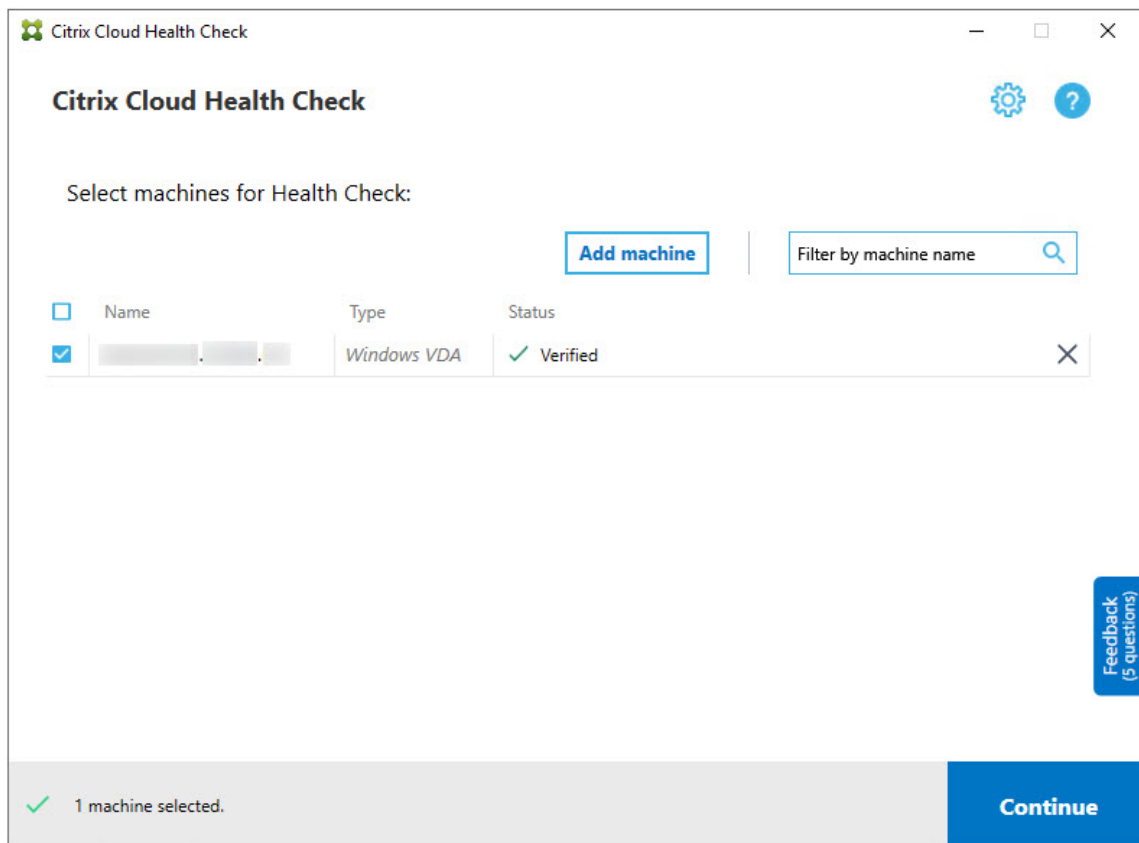 Citrix Cloud Health Check
Citrix Cloud Health Check
?
Select machines for Health Check:
Add machine
Filter by machine name
Name Type Status
Windows VDA Verified
Feedback
(5 questions)
1 machine selected.
Continue